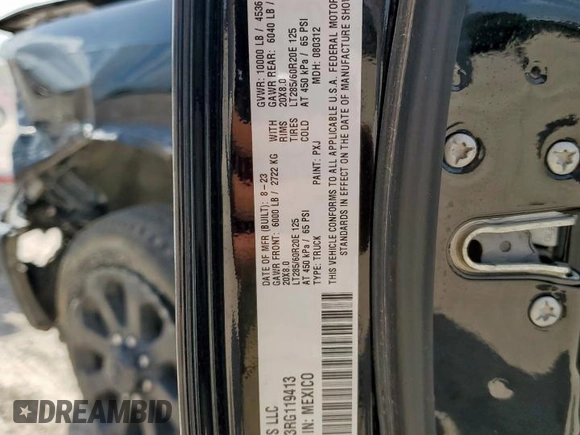 DATE OF MFR (BUILT): 8-23 GVWR: 10000 LB / 4536
GAWR FRONT: 6000 LB / 2722 KG WITH GAWR REAR: 6040 LB /
20X8.0 RIMS 20X8.0
LT285/60R20E 125 TIRES LT285/60R20E 125
AT 450 kPa / 65 PSI COLD AT 450 kPa / 65 PSI
TYPE: TRUCK PAINT: PXJ MDH: 080312
THIS VEHICLE CONFORMS TO ALL APPLICABLE U.S.A. FEDERAL MOTOR
STANDARDS IN EFFECT ON THE DATE OF MANUFACTURE SHOW
S LLC
3RG119413
IN: MEXICO
DREAMBID